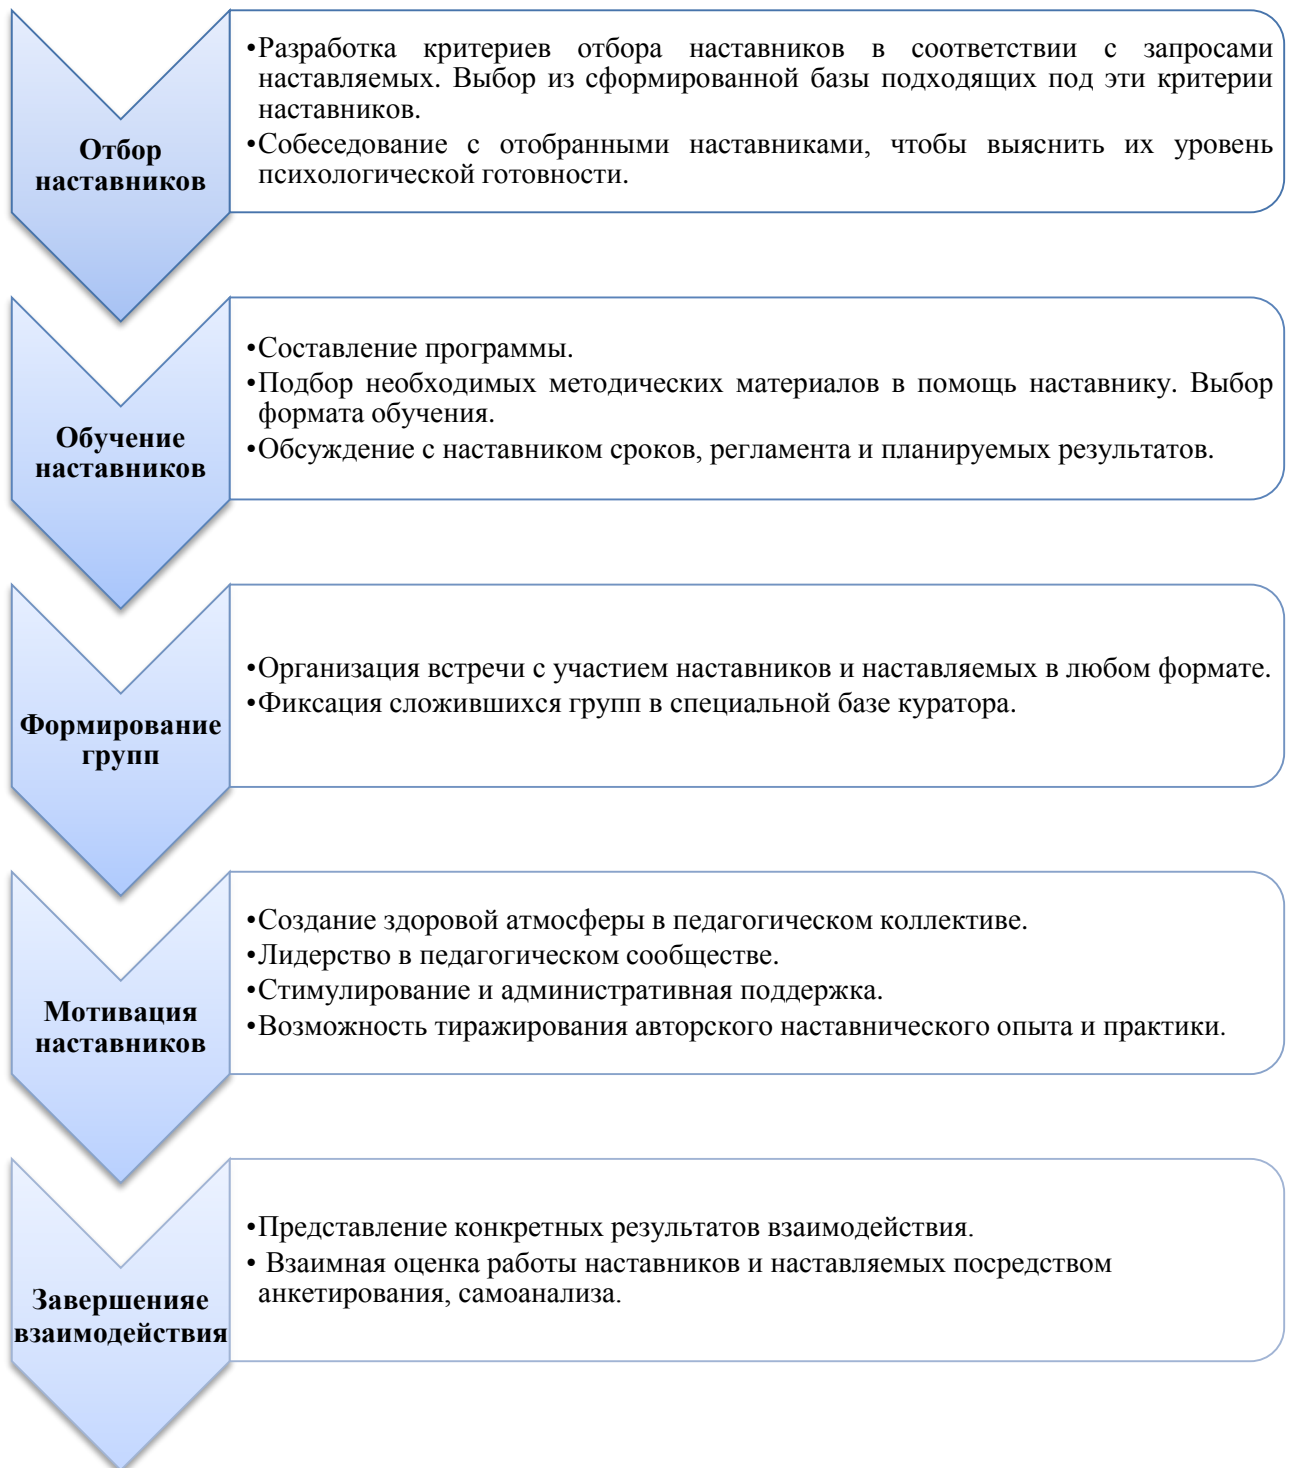 Отбор
наставников
•Разработка критериев отбора наставников в соответствии с запросами
наставляемых. Выбор из сформированной базы подходящих под эти критерии
наставников.
•Собеседование с отобранными наставниками, чтобы выяснить их уровень
психологической готовности.
Обучение
наставников
•Составление программы.
•Подбор необходимых методических материалов в помощь наставнику. Выбор
формата обучения.
•Обсуждение с наставником сроков, регламента и планируемых результатов.
Формирование
групп
•Организация встречи с участием наставников и наставляемых в любом формате.
•Фиксация сложившихся групп в специальной базе куратора.
Мотивация
наставников
•Создание здоровой атмосферы в педагогическом коллективе.
•Лидерство в педагогическом сообществе.
•Стимулирование и административная поддержка.
•Возможность тиражирования авторского наставнического опыта и практики.
Завершенияе
взаимодействия
•Представление конкретных результатов взаимодействия.
• Взаимная оценка работы наставников и наставляемых посредством
анкетирования, самоанализа.